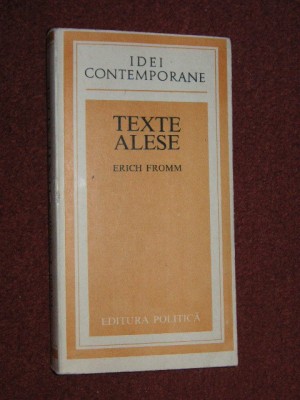 IDEI
CONTEMPORANE
TEXTE
ALESE
ERICH FROMM
EDITURA POLITICĂ